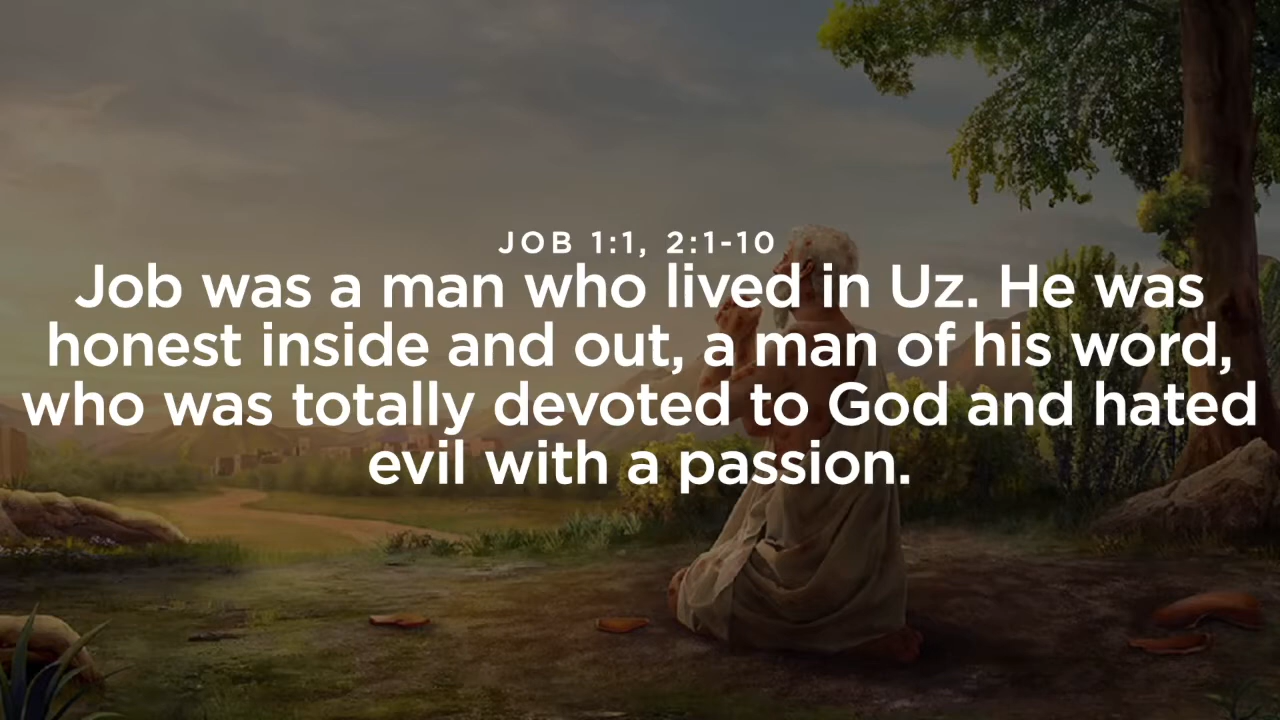 JOB 1:1, 2:1-10
Job was a man who lived in Uz. He was
honest inside and out, a man of his word,
who was totally devoted to God and hated
evil with a passion.